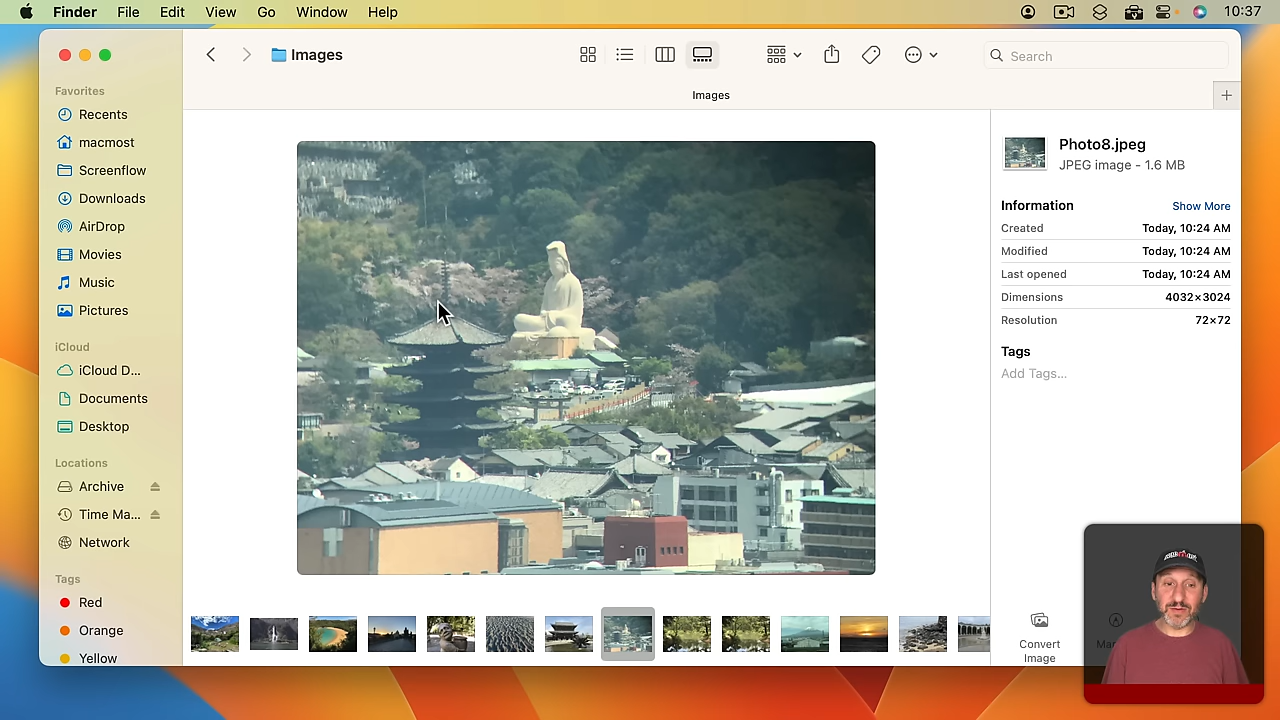 Finder File Edit View Go Window Help 10:37
Images
Search
Images
Favorites
Recents
macmost
Screenflow
Downloads
AirDrop
Movies
Music
Pictures
iCloud
iCloud D...
Documents
Desktop
Locations
Archive
Time Ma...
Network
Tags
Red
Orange
Yellow
Photo8.jpeg
JPEG image - 1.6 MB
Information Show More
Created Today, 10:24 AM
Modified Today, 10:24 AM
Last opened Today, 10:24 AM
Dimensions 4032×3024
Resolution 72×72
Tags
Add Tags...
Convert
Image